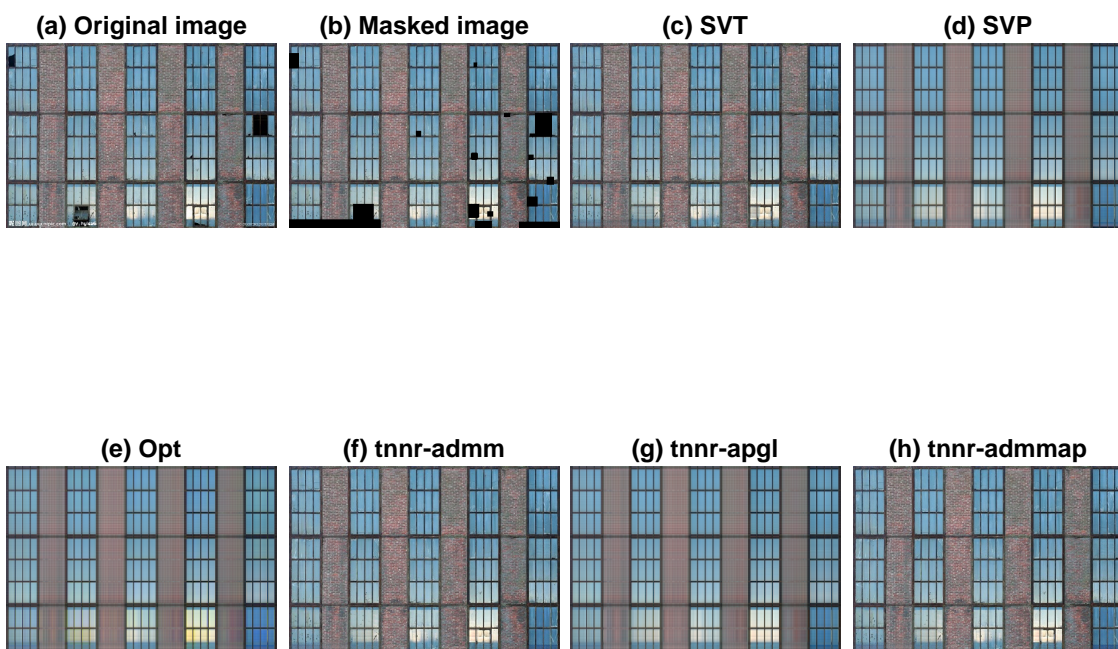 (a) Original image
(b) Masked image
(c) SVT
(d) SVP
(e) Opt
(f) tnnr-admm
(g) tnnr-apgl
(h) tnnr-admmap